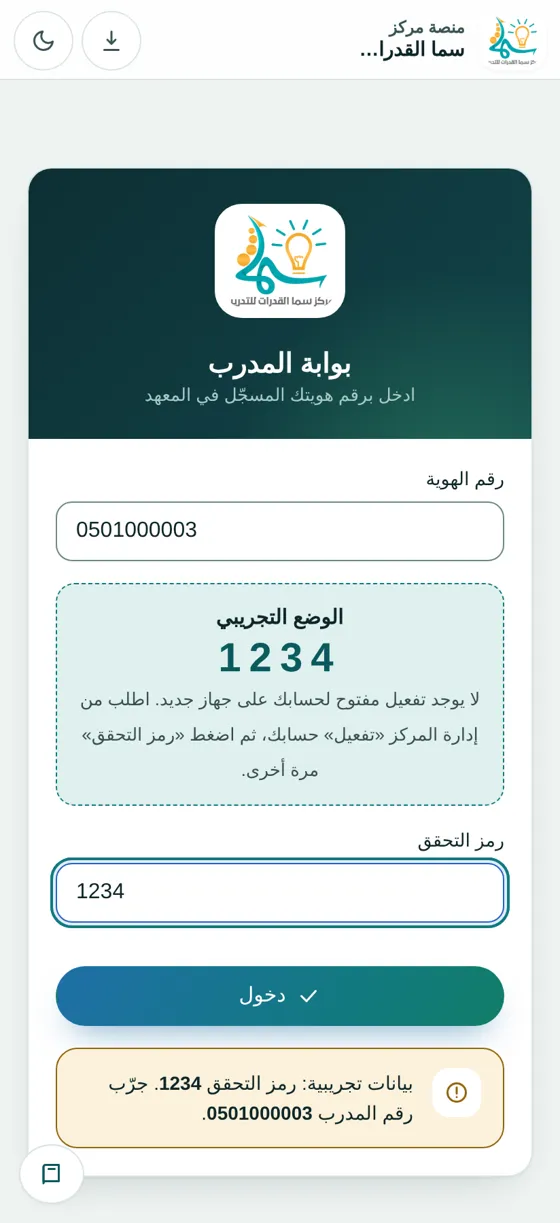 منصة مركز
سما القدرا...
مركز سما القدرات للتدريب
بوابة المدرب
ادخل برقم هويتك المسجّل في المعهد
رقم الهوية
0501000003
الوضع التجريبي
1234
لا يوجد تفعيل مفتوح لحسابك على جهاز جديد. اطلب من
إدارة المركز «تفعيل» حسابك، ثم اضغط «رمز التحقق»
مرة أخرى.
رمز التحقق
1234
دخول
بيانات تجريبية: رمز التحقق 1234. جرّب
رقم المدرب 0501000003.